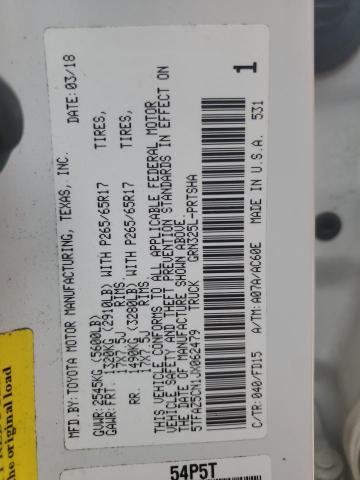 MFD.BY: TOYOTA MOTOR MANUFACTURING, TEXAS, INC. DATE: 03/18
GVWR: 2545KG (5600LB)
GAWR: FRT. 1320KG (2910LB) WITH P265/65R17 TIRES,
17X7.5J RIMS.
RR. 1490KG (3280LB) WITH P265/65R17 TIRES,
17X7.5J RIMS
THIS VEHICLE CONFORMS TO ALL APPLICABLE FEDERAL MOTOR
VEHICLE SAFETY AND THEFT PREVENTION STANDARDS IN EFFECT ON
THE DATE OF MANUFACTURE SHOWN ABOVE.
5TFAZ5CN1JX062479 TRUCK GRN325L-PRTSHA 1
C/TR: 040/FD15 A/TM: A07A/AC60E MADE IN U.S.A. 531
54P5T
the original load